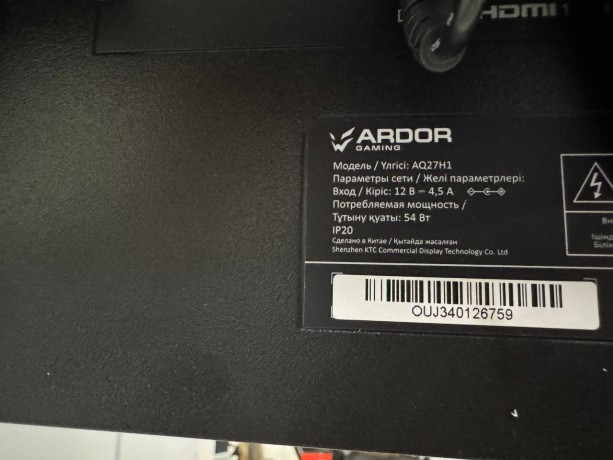 HDMI 1
ARDOR
GAMING
Модель / Үлгісі: AQ27H1
Параметры сети / Желі параметрлері:
Вход / Кіріс: 12 В ⎓ 4,5 А
Потребляемая мощность /
Тұтыну қуаты: 54 Вт
IP20
Сделано в Китае / Қытайда жасалған
Shenzhen KTC Commercial Display Technology Co. Ltd
OUJ340126759